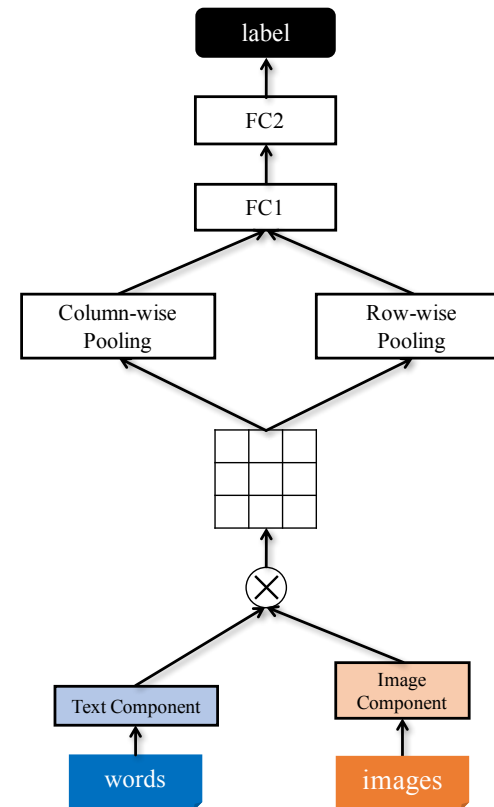 label
FC2
FC1
Column-wise
Pooling
Row-wise
Pooling
Text Component
Image
Component
words
images